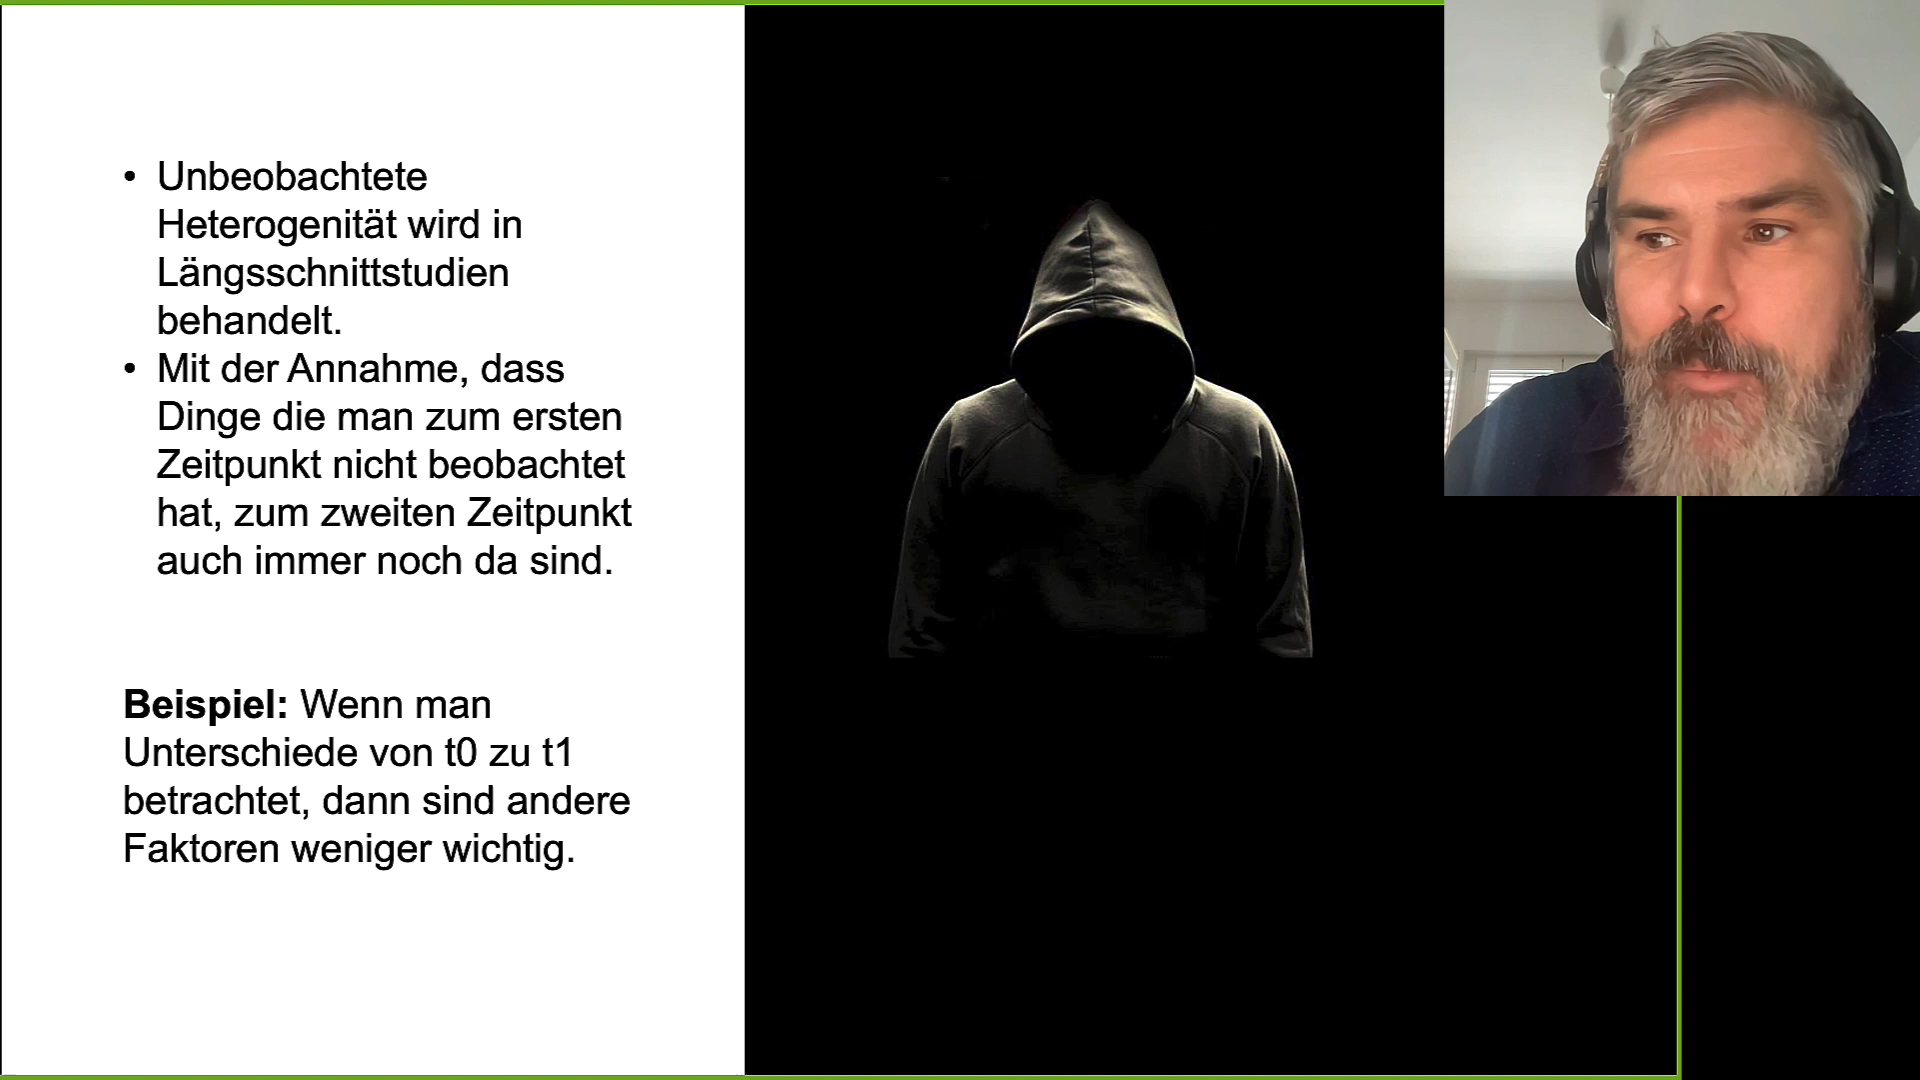 • Unbeobachtete
Heterogenität wird in
Längsschnittstudien
behandelt.
• Mit der Annahme, dass
Dinge die man zum ersten
Zeitpunkt nicht beobachtet
hat, zum zweiten Zeitpunkt
auch immer noch da sind.
Beispiel: Wenn man
Unterschiede von t0 zu t1
betrachtet, dann sind andere
Faktoren weniger wichtig.